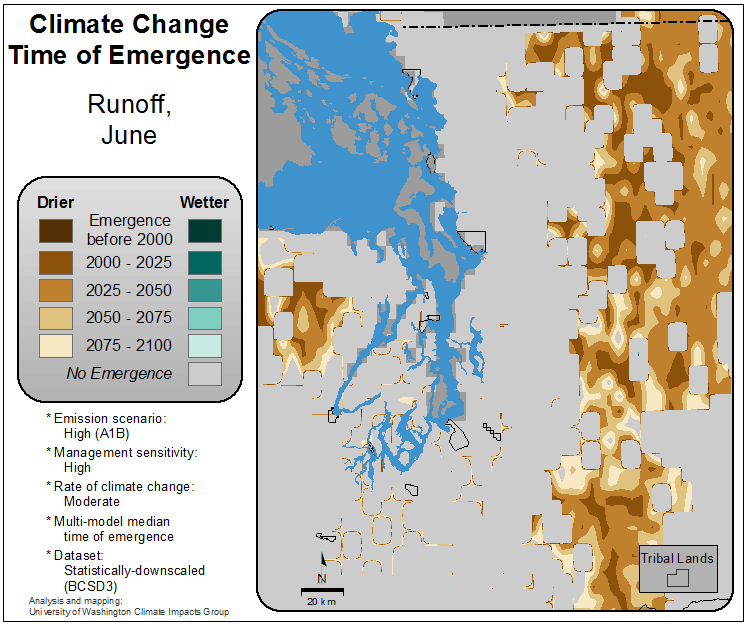 Climate Change
Time of Emergence
Runoff,
June
Drier
Wetter
Emergence
before 2000
2000 - 2025
2025 - 2050
2050 - 2075
2075 - 2100
No Emergence
* Emission scenario:
High (A1B)
* Management sensitivity:
High
* Rate of climate change:
Moderate
* Multi-model median
time of emergence
* Dataset:
Statistically-downscaled
(BCSD3)
Analysis and mapping:
University of Washington Climate Impacts Group
N
20 km
Tribal Lands